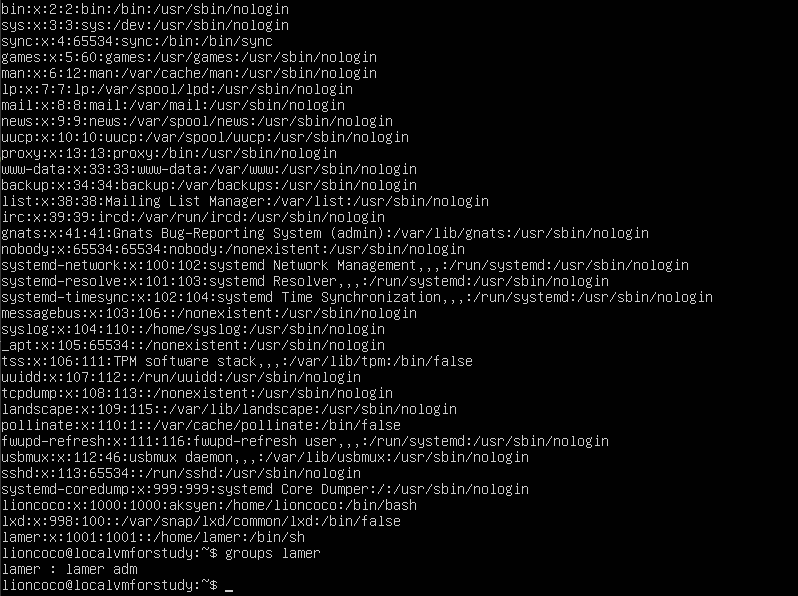 bin:x:2:2:bin:/bin:/usr/sbin/nologin
sys:x:3:3:sys:/dev:/usr/sbin/nologin
sync:x:4:65534:sync:/bin:/bin/sync
games:x:5:60:games:/usr/games:/usr/sbin/nologin
man:x:6:12:man:/var/cache/man:/usr/sbin/nologin
lp:x:7:7:lp:/var/spool/lpd:/usr/sbin/nologin
mail:x:8:8:mail:/var/mail:/usr/sbin/nologin
news:x:9:9:news:/var/spool/news:/usr/sbin/nologin
uucp:x:10:10:uucp:/var/spool/uucp:/usr/sbin/nologin
proxy:x:13:13:proxy:/bin:/usr/sbin/nologin
www-data:x:33:33:www-data:/var/www:/usr/sbin/nologin
backup:x:34:34:backup:/var/backups:/usr/sbin/nologin
list:x:38:38:Mailing List Manager:/var/list:/usr/sbin/nologin
irc:x:39:39:ircd:/var/run/ircd:/usr/sbin/nologin
gnats:x:41:41:Gnats Bug-Reporting System (admin):/var/lib/gnats:/usr/sbin/nologin
nobody:x:65534:65534:nobody:/nonexistent:/usr/sbin/nologin
systemd-network:x:100:102:systemd Network Management,,,:/run/systemd:/usr/sbin/nologin
systemd-resolve:x:101:103:systemd Resolver,,,:/run/systemd:/usr/sbin/nologin
systemd-timesync:x:102:104:systemd Time Synchronization,,,:/run/systemd:/usr/sbin/nologin
messagebus:x:103:106::/nonexistent:/usr/sbin/nologin
syslog:x:104:110::/home/syslog:/usr/sbin/nologin
_apt:x:105:65534::/nonexistent:/usr/sbin/nologin
tss:x:106:111:TPM software stack,,,:/var/lib/tpm:/bin/false
uuidd:x:107:112::/run/uuidd:/usr/sbin/nologin
tcpdump:x:108:113::/nonexistent:/usr/sbin/nologin
landscape:x:109:115::/var/lib/landscape:/usr/sbin/nologin
pollinate:x:110:1::/var/cache/pollinate:/bin/false
fwupd-refresh:x:111:116:fwupd-refresh user,,,:/run/systemd:/usr/sbin/nologin
usbmux:x:112:46:usbmux daemon,,,:/var/lib/usbmux:/usr/sbin/nologin
sshd:x:113:65534::/run/sshd:/usr/sbin/nologin
systemd-coredump:x:999:999:systemd Core Dumper:/:/usr/sbin/nologin
lioncoco:x:1000:1000:aksyen:/home/lioncoco:/bin/bash
lxd:x:998:100::/var/snap/lxd/common/lxd:/bin/false
lamer:x:1001:1001::/home/lamer:/bin/sh
lioncoco@localvmforstudy:~$ groups lamer
lamer : lamer adm
lioncoco@localvmforstudy:~$ _